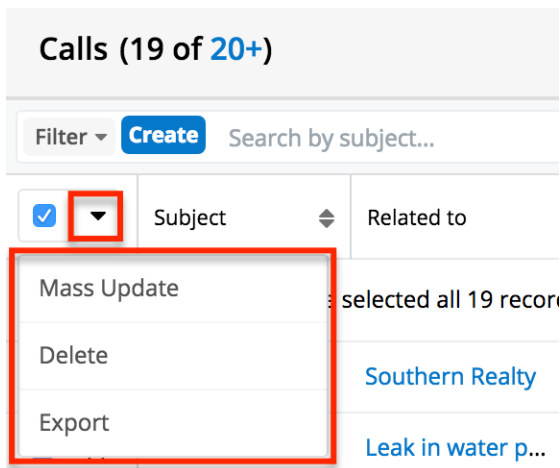 Calls (19 of 20+)
Filter Create Search by subject...
Subject Related to
Mass Update
selected all 19 recor
Delete
Southern Realty
Export
Leak in water p...